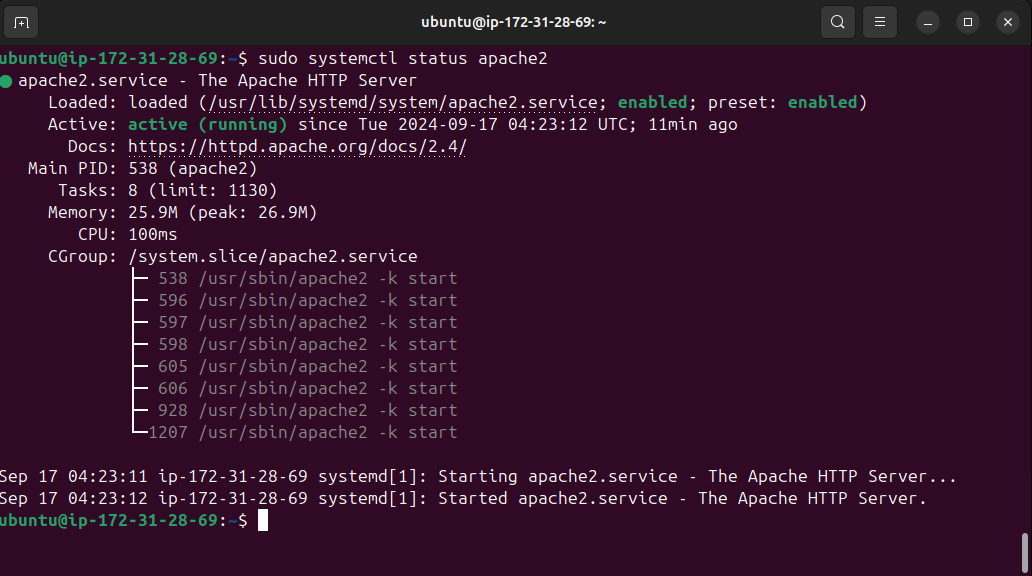 ubuntu@ip-172-31-28-69: ~
ubuntu@ip-172-31-28-69:~$ sudo systemctl status apache2
● apache2.service - The Apache HTTP Server
     Loaded: loaded (/usr/lib/systemd/system/apache2.service; enabled; preset: enabled)
     Active: active (running) since Tue 2024-09-17 04:23:12 UTC; 11min ago
       Docs: https://httpd.apache.org/docs/2.4/
   Main PID: 538 (apache2)
      Tasks: 8 (limit: 1130)
     Memory: 25.9M (peak: 26.9M)
        CPU: 100ms
     CGroup: /system.slice/apache2.service
             ├─ 538 /usr/sbin/apache2 -k start
             ├─ 596 /usr/sbin/apache2 -k start
             ├─ 597 /usr/sbin/apache2 -k start
             ├─ 598 /usr/sbin/apache2 -k start
             ├─ 605 /usr/sbin/apache2 -k start
             ├─ 606 /usr/sbin/apache2 -k start
             ├─ 928 /usr/sbin/apache2 -k start
             └─1207 /usr/sbin/apache2 -k start
Sep 17 04:23:11 ip-172-31-28-69 systemd[1]: Starting apache2.service - The Apache HTTP Server...
Sep 17 04:23:12 ip-172-31-28-69 systemd[1]: Started apache2.service - The Apache HTTP Server.
ubuntu@ip-172-31-28-69:~$